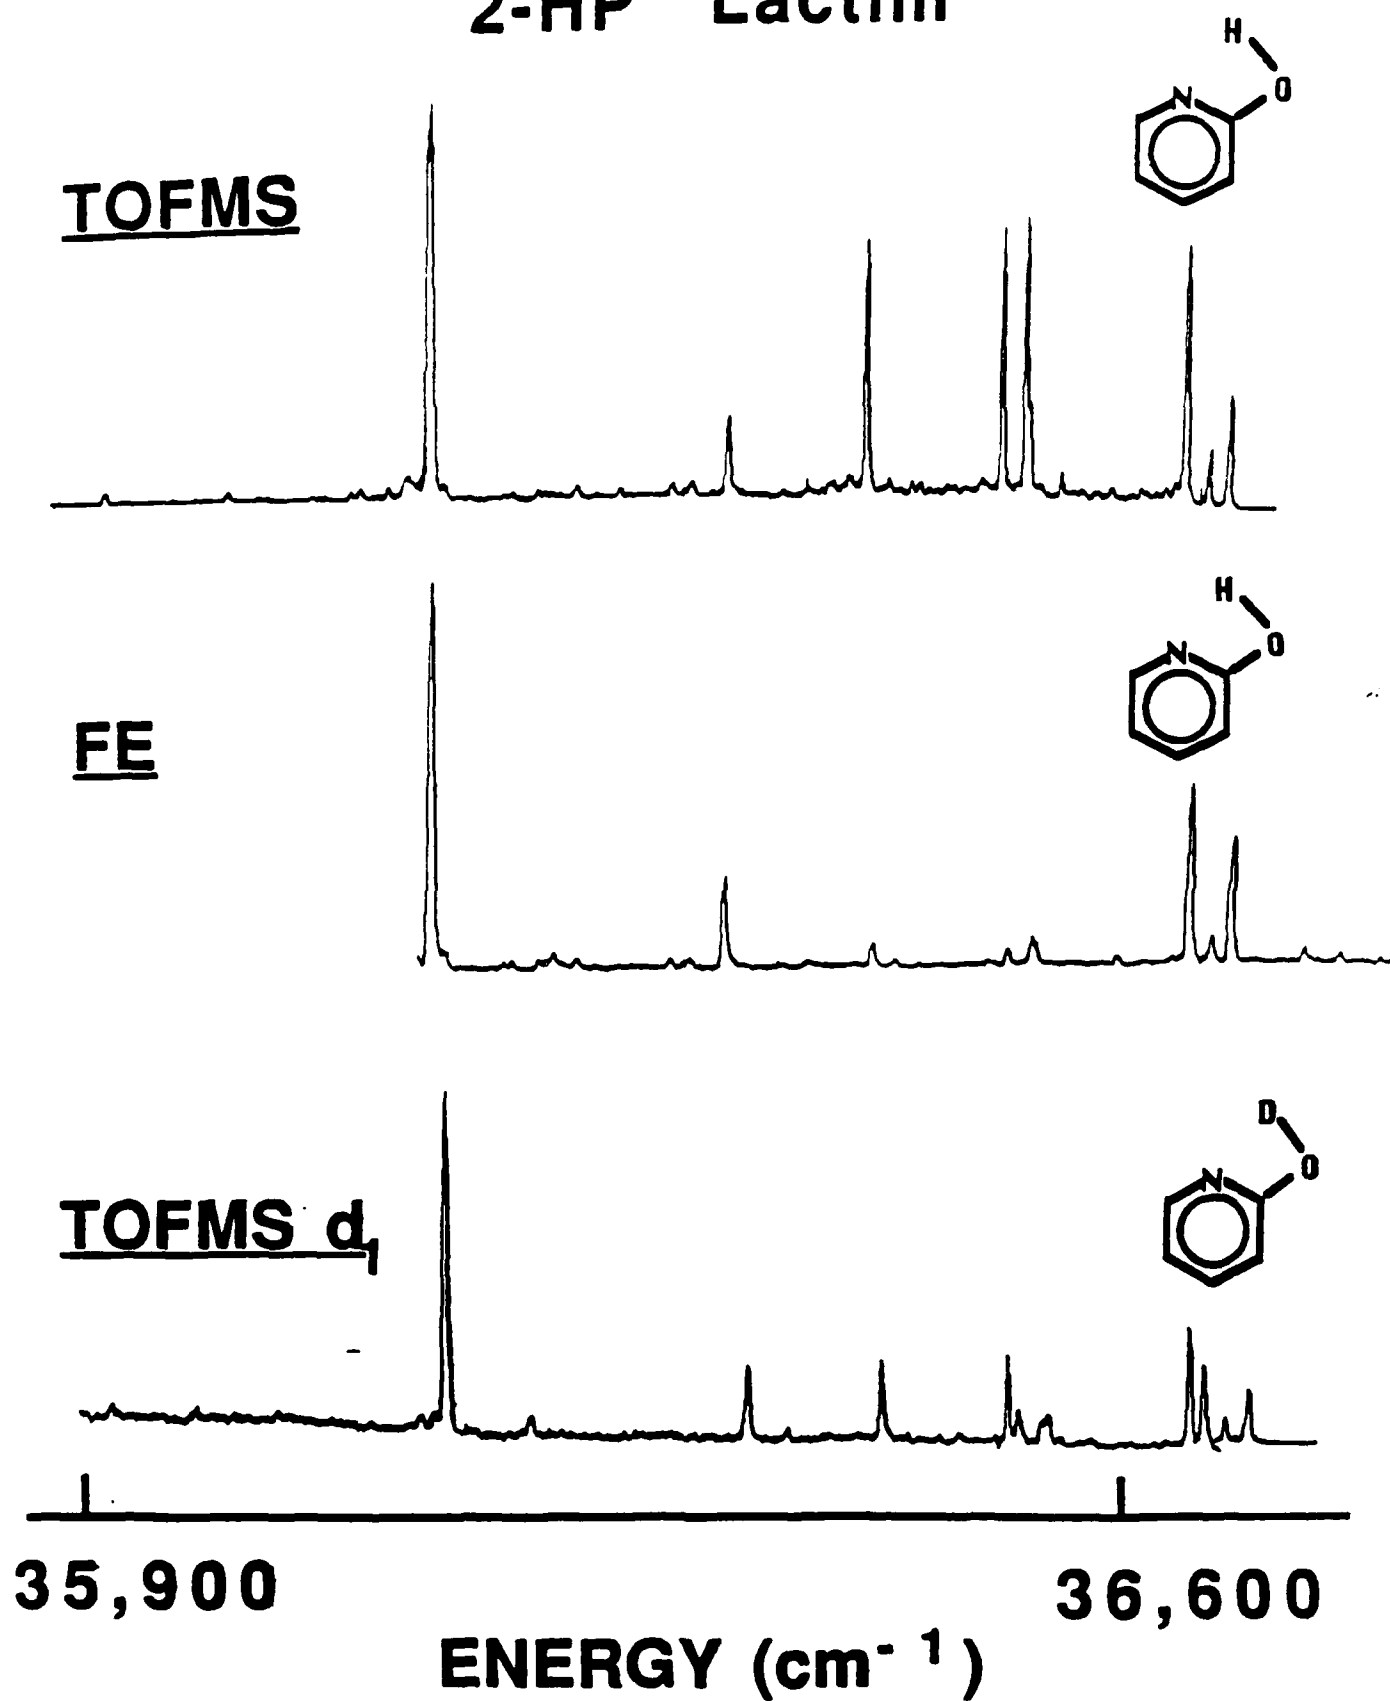 2-HP Lactim
H
N
O
TOFMS
H
N
O
FE
D
N
O
TOFMS d1
35,900
36,600
ENERGY (cm-1)